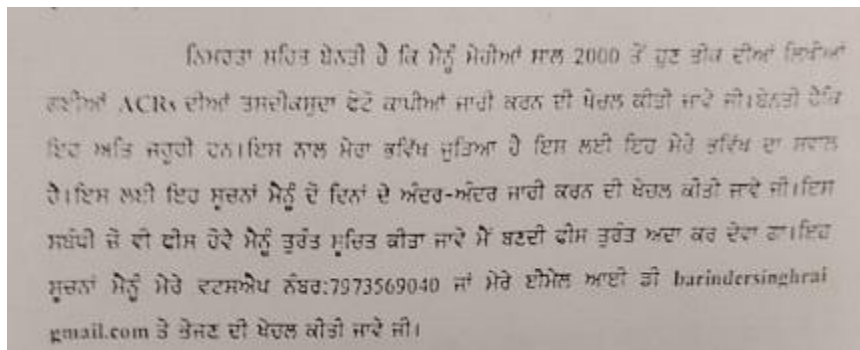 ਨਿਮਰਤਾ ਸਹਿਤ ਬੇਨਤੀ ਹੈ ਕਿ ਮੈਨੂੰ ਮੇਰੀਆਂ ਸਾਲ 2000 ਤੋਂ ਹੁਣ ਤੀਕ ਦੀਆਂ ਲਿਖੀਆਂ
ਗਈਆਂ ACRs ਦੀਆਂ ਤਸਦੀਕਸੁਦਾ ਫੋਟੋ ਕਾਪੀਆਂ ਜਾਰੀ ਕਰਨ ਦੀ ਖੇਚਲ ਕੀਤੀ ਜਾਵੇ ਜੀ।ਬੇਨਤੀ ਹੈਕਿ
ਇਹ ਅਤਿ ਜਰੂਰੀ ਹਨ।ਇਸ ਨਾਲ ਮੇਰਾ ਭਵਿੱਖ ਜੁੜਿਆ ਹੈ ਇਸ ਲਈ ਇਹ ਮੇਰੇ ਭਵਿੱਖ ਦਾ ਸਵਾਲ
ਹੈ।ਇਸ ਲਈ ਇਹ ਸੂਚਨਾਂ ਮੈਨੂੰ ਦੋ ਦਿਨਾਂ ਦੇ ਅੰਦਰ-ਅੰਦਰ ਜਾਰੀ ਕਰਨ ਦੀ ਖੇਚਲ ਕੀਤੀ ਜਾਵੇ ਜੀ।ਇਸ
ਸਬੰਧੀ ਜੋ ਵੀ ਫੀਸ ਹੋਵੇ ਮੈਨੂੰ ਤੁਰੰਤ ਸੂਚਿਤ ਕੀਤਾ ਜਾਵੇ ਮੈਂ ਬਣਦੀ ਫੀਸ ਤੁਰੰਤ ਅਦਾ ਕਰ ਦੇਵਾ ਗਾ।ਇਹ
ਸੂਚਨਾਂ ਮੈਨੂੰ ਮੇਰੇ ਵਟਸਐਪ ਨੰਬਰ:7973569040 ਜਾਂ ਮੇਰੇ ਈਮੇਲ ਆਈ ਡੀ barindersinghrai
gmail.com ਤੇ ਭੇਜਣ ਦੀ ਖੇਚਲ ਕੀਤੀ ਜਾਵੇ ਜੀ।